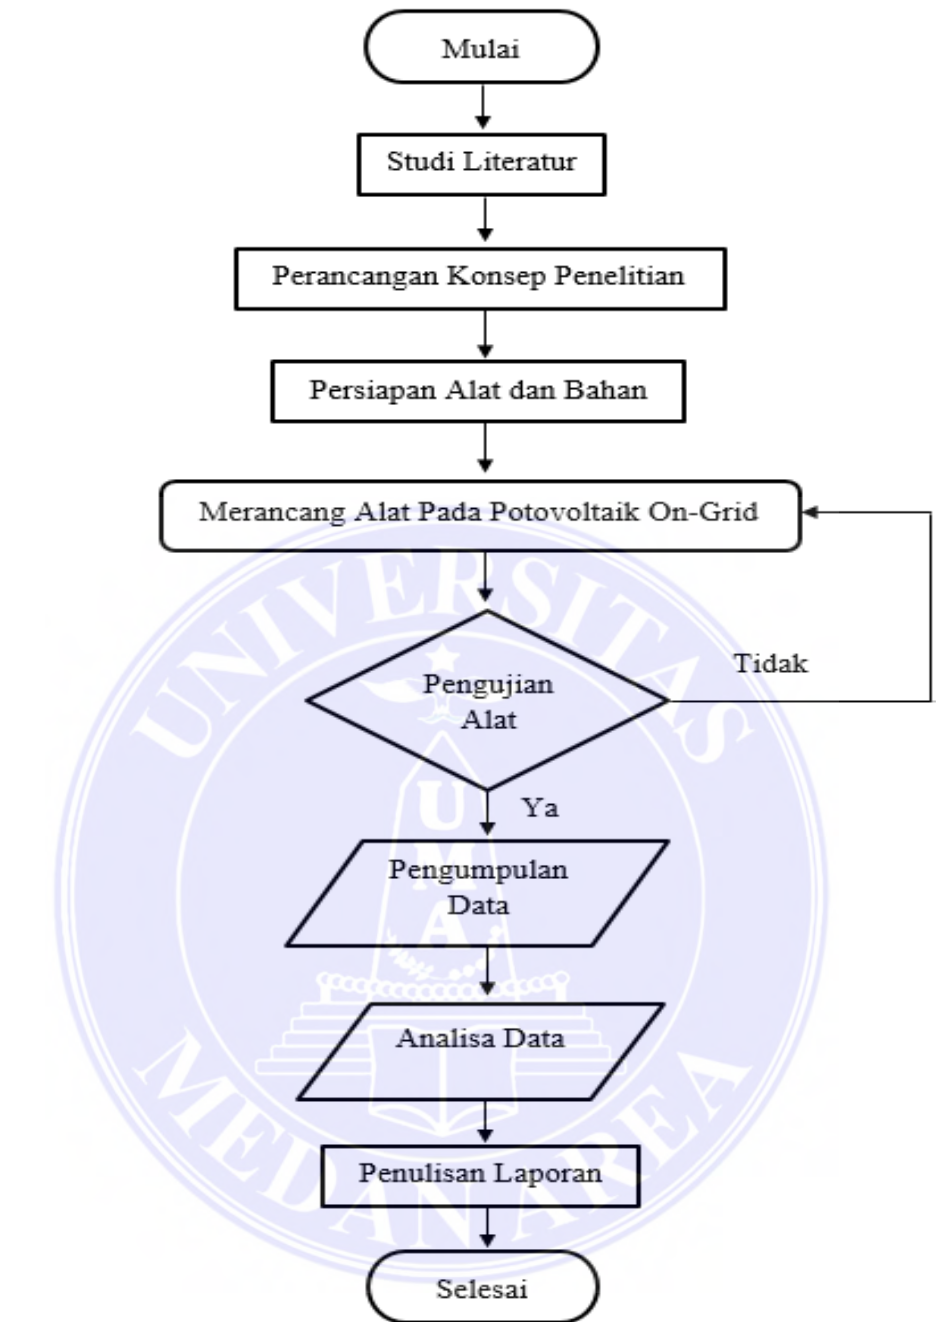 Mulai
Studi Literatur
Perancangan Konsep Penelitian
Persiapan Alat dan Bahan
Merancang Alat Pada Potovoltaik On-Grid
Pengujian
Alat
Tidak
Ya
Pengumpulan
Data
Analisa Data
Penulisan Laporan
Selesai
UNIVERSITAS
MEDAN AREA
U
M
A